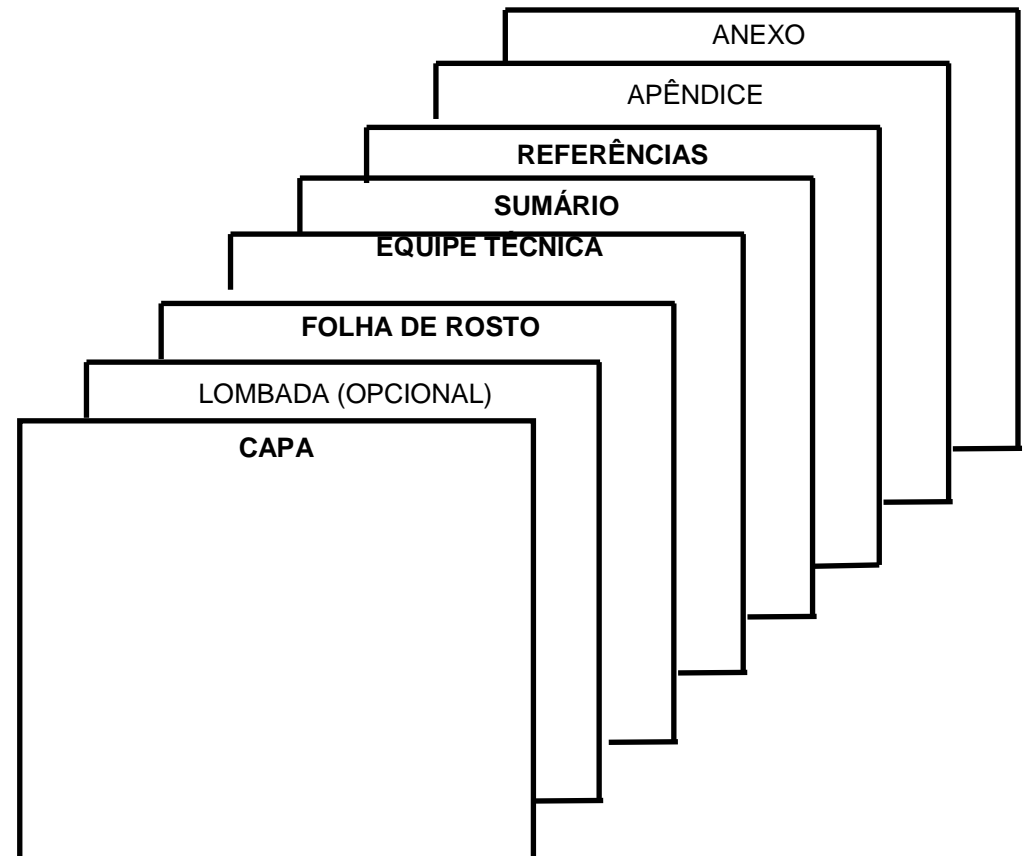 ANEXO
APÊNDICE
REFERÊNCIAS
SUMÁRIO
EQUIPE TÉCNICA
FOLHA DE ROSTO
LOMBADA (OPCIONAL)
CAPA